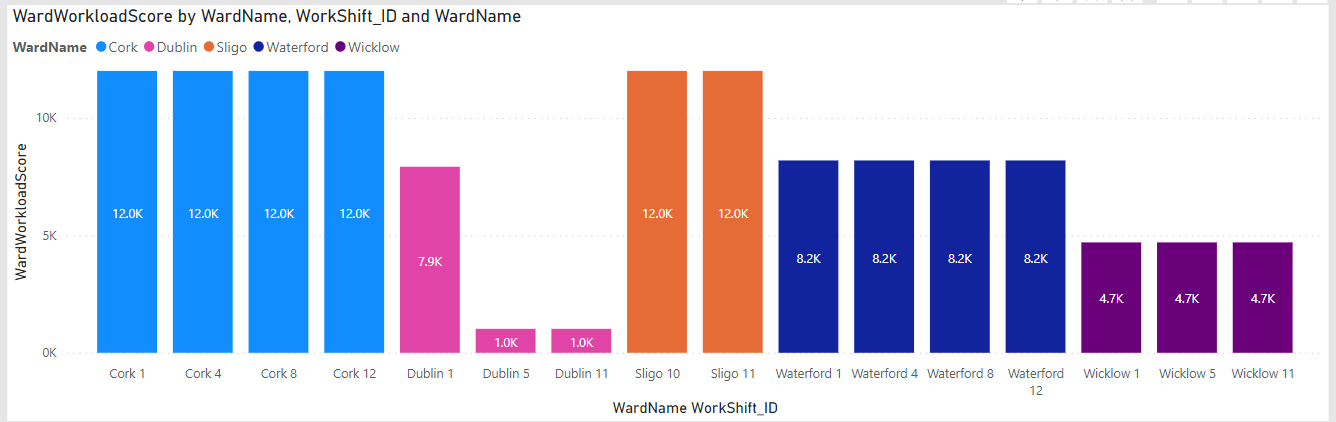 WardWorkloadScore by WardName, WorkShift_ID and WardName
WardName Cork Dublin Sligo Waterford Wicklow
10K
5K
0K
WardWorkloadScore
12.0K 12.0K 12.0K 12.0K 7.9K 1.0K 1.0K 12.0K 12.0K 8.2K 8.2K 8.2K 8.2K 4.7K 4.7K 4.7K
Cork 1 Cork 4 Cork 8 Cork 12 Dublin 1 Dublin 5 Dublin 11 Sligo 10 Sligo 11 Waterford 1 Waterford 4 Waterford 8 Waterford Wicklow 1 Wicklow 5 Wicklow 11
12
WardName WorkShift_ID